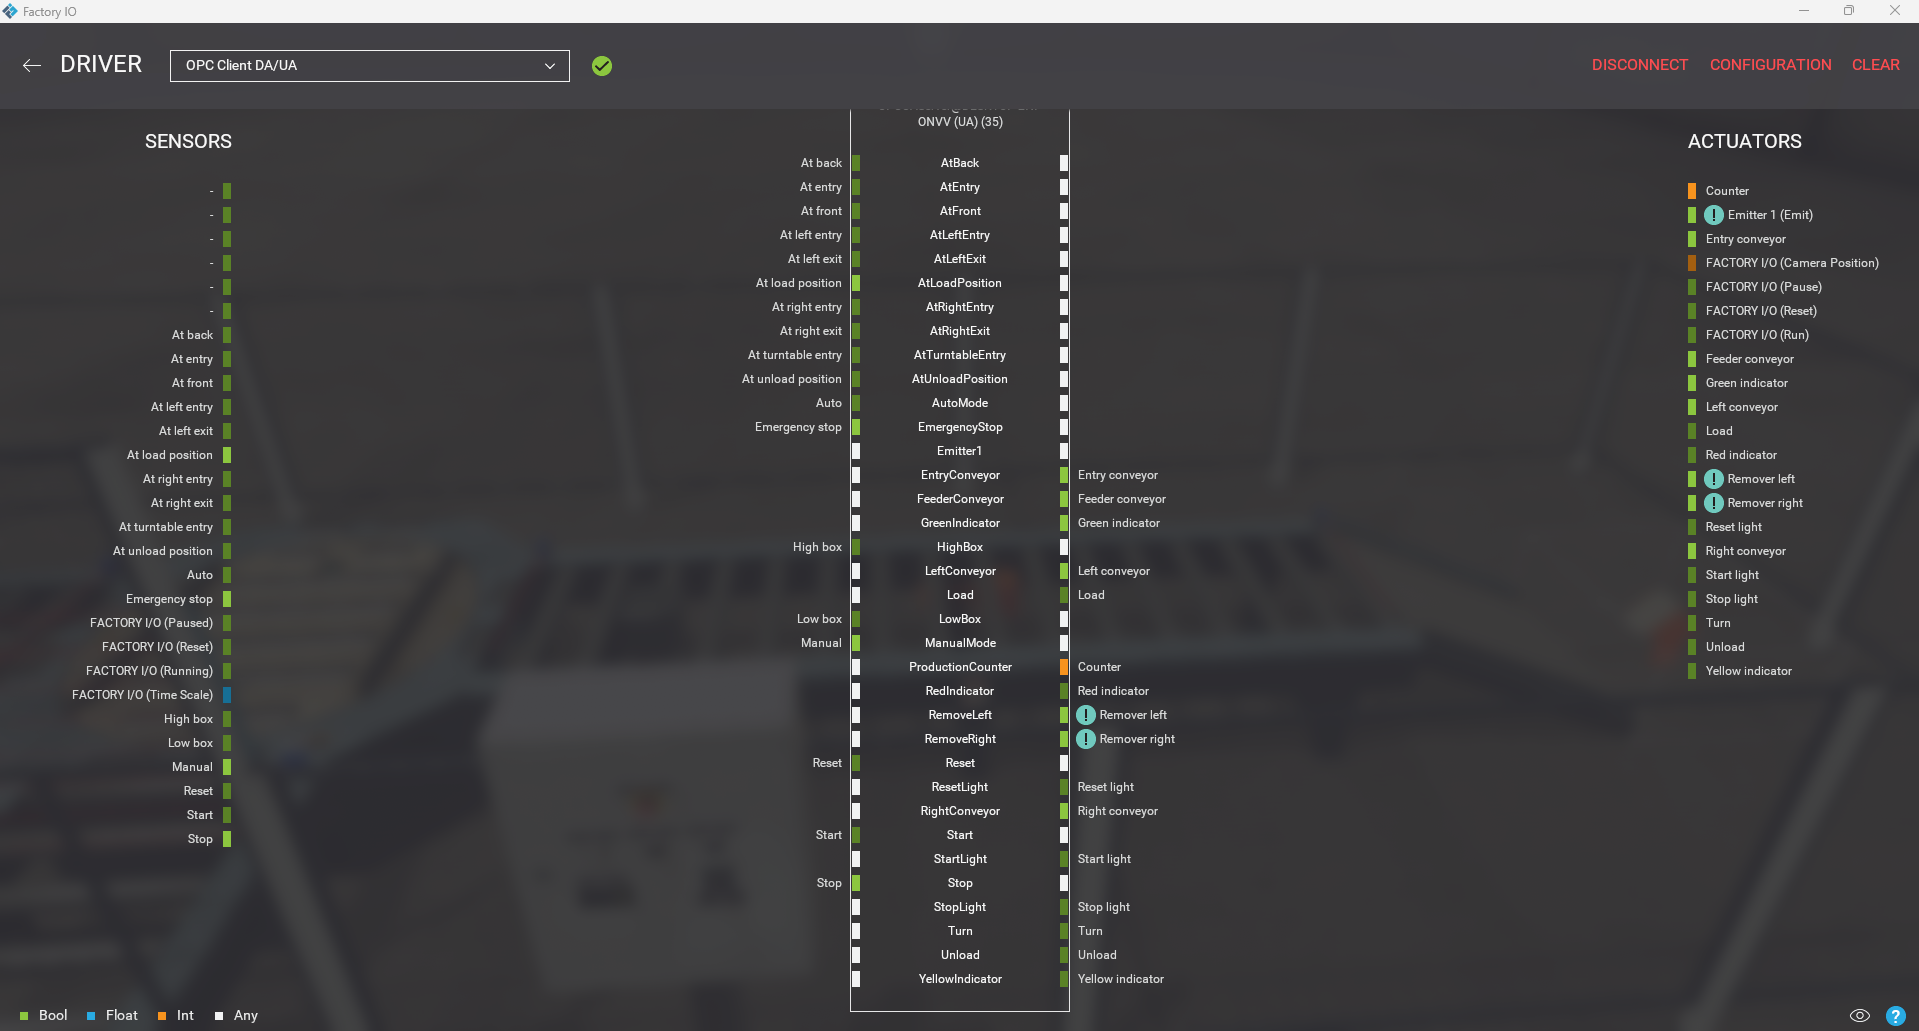 Factory IO
DRIVER
OPC Client DA/UA
DISCONNECT
CONFIGURATION
CLEAR
SENSORS
-
-
-
-
-
-
At back
At entry
At front
At left entry
At left exit
At load position
At right entry
At right exit
At turntable entry
At unload position
Auto
Emergency stop
FACTORY I/O (Paused)
FACTORY I/O (Reset)
FACTORY I/O (Running)
FACTORY I/O (Time Scale)
High box
Low box
Manual
Reset
Start
Stop
ONVV (UA) (35)
At back AtBack
At entry AtEntry
At front AtFront
At left entry AtLeftEntry
At left exit AtLeftExit
At load position AtLoadPosition
At right entry AtRightEntry
At right exit AtRightExit
At turntable entry AtTurntableEntry
At unload position AtUnloadPosition
Auto AutoMode
Emergency stop EmergencyStop
Emitter1
EntryConveyor Entry conveyor
FeederConveyor Feeder conveyor
GreenIndicator Green indicator
High box HighBox
LeftConveyor Left conveyor
Load Load
Low box LowBox
Manual ManualMode
ProductionCounter Counter
RedIndicator Red indicator
RemoveLeft ! Remover left
RemoveRight ! Remover right
Reset Reset
ResetLight Reset light
RightConveyor Right conveyor
Start Start
StartLight Start light
Stop Stop
StopLight Stop light
Turn Turn
Unload Unload
YellowIndicator Yellow indicator
ACTUATORS
Counter
! Emitter 1 (Emit)
Entry conveyor
FACTORY I/O (Camera Position)
FACTORY I/O (Pause)
FACTORY I/O (Reset)
FACTORY I/O (Run)
Feeder conveyor
Green indicator
Left conveyor
Load
Red indicator
! Remover left
! Remover right
Reset light
Right conveyor
Start light
Stop light
Turn
Unload
Yellow indicator
Bool Float Int Any
?